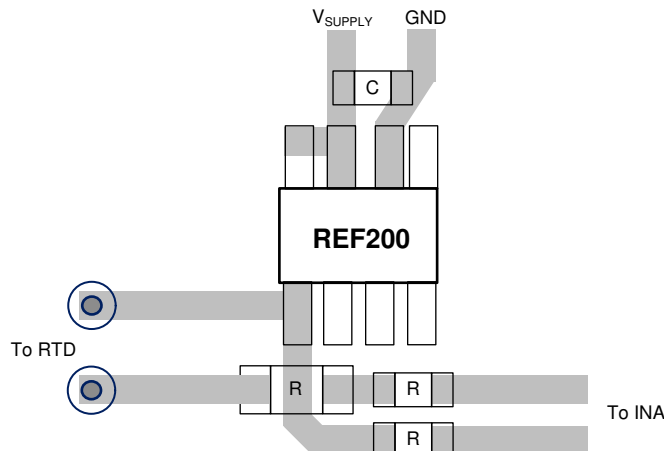 VSUPPLY
GND
C
REF200
To RTD
R
R
To INA
R